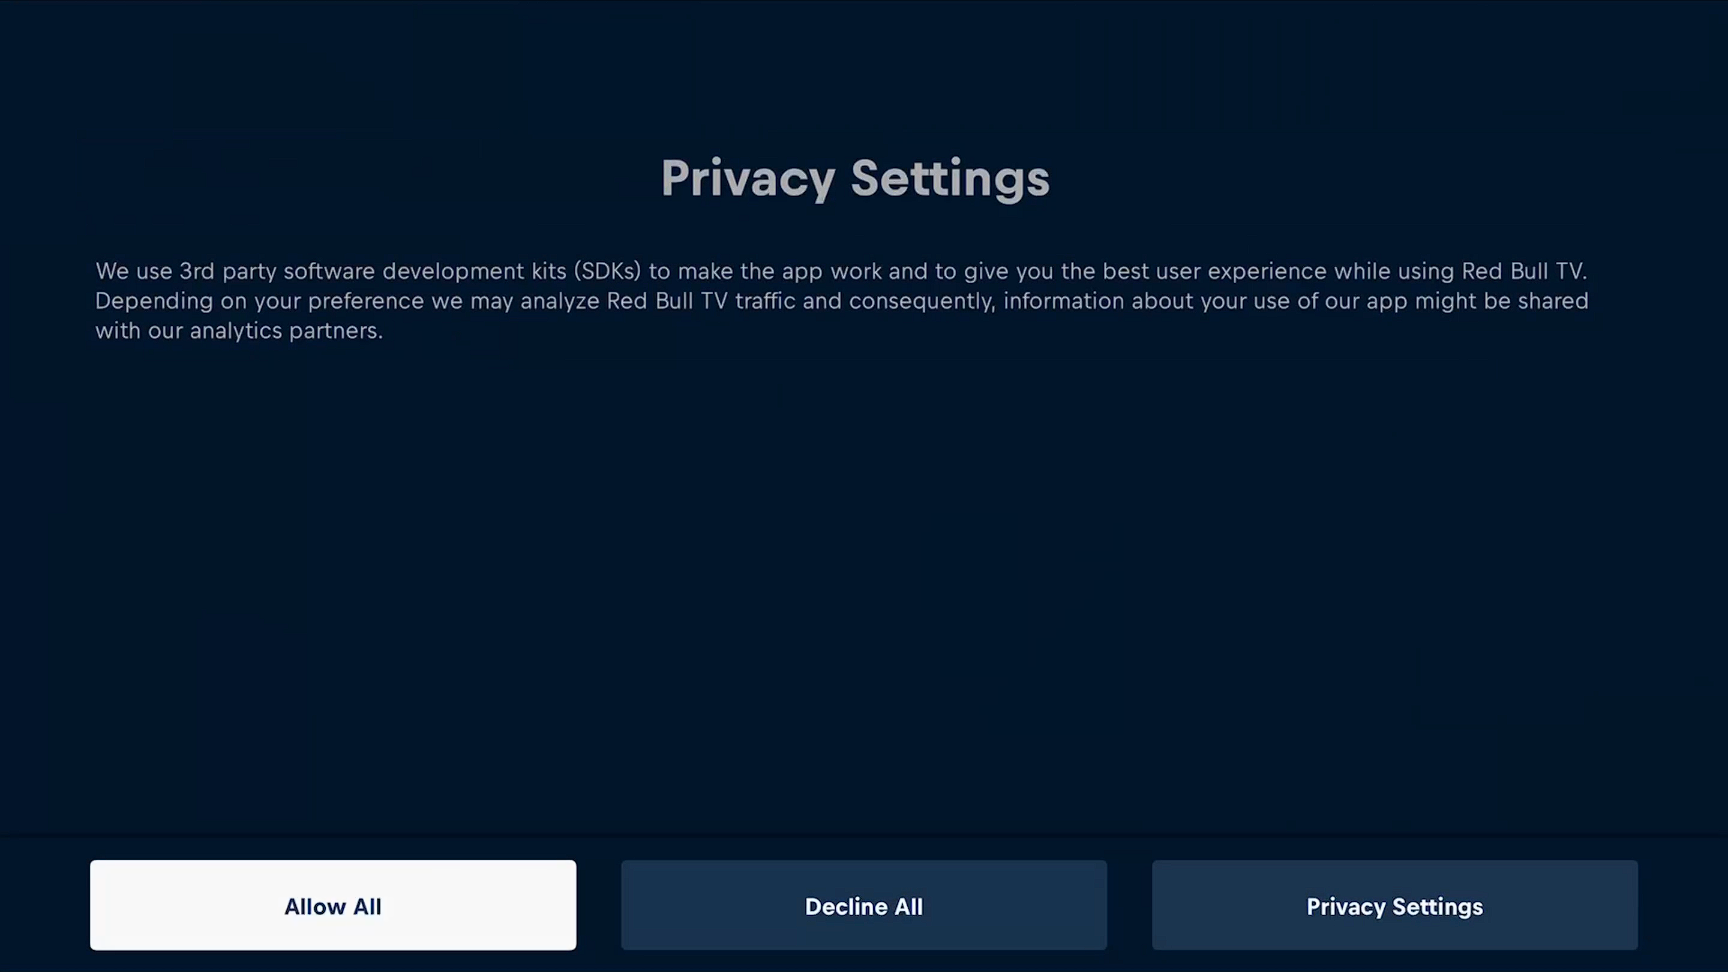 Privacy Settings
We use 3rd party software development kits (SDKs) to make the app work and to give you the best user experience while using Red Bull TV.
Depending on your preference we may analyze Red Bull TV traffic and consequently, information about your use of our app might be shared
with our analytics partners.
Allow All
Decline All
Privacy Settings